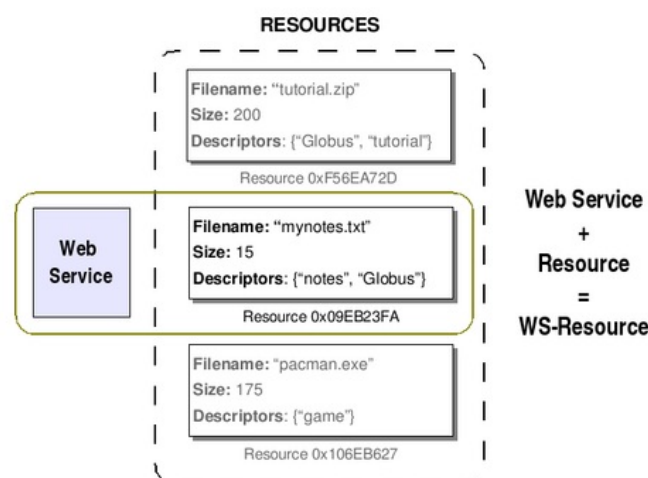 RESOURCES
Filename: “tutorial.zip”
Size: 200
Descriptors: {“Globus”, “tutorial”}
Resource 0xF56EA72D
Web
Service
Filename: “mynotes.txt”
Size: 15
Descriptors: {“notes”, “Globus”}
Resource 0x09EB23FA
Filename: “pacman.exe”
Size: 175
Descriptors: {“game”}
Resource 0x106EB627
Web Service
+
Resource
=
WS-Resource